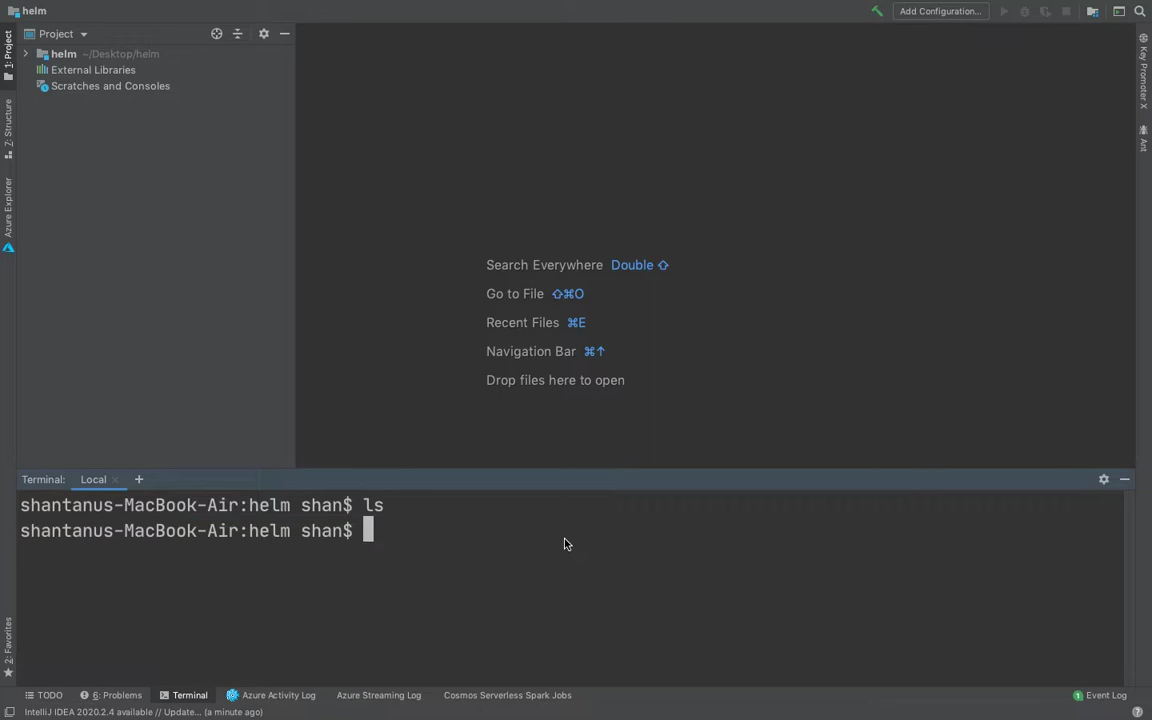 helm
Add Configuration...
Project
helm ~/Desktop/helm
External Libraries
Scratches and Consoles
1: Project
Z: Structure
Azure Explorer
2: Favorites
Key Promoter X
Ant
Search Everywhere Double ⇧
Go to File ⇧⌘O
Recent Files ⌘E
Navigation Bar ⌘↑
Drop files here to open
Terminal: Local
shantanus-MacBook-Air:helm shan$ ls
shantanus-MacBook-Air:helm shan$
TODO 6: Problems Terminal Azure Activity Log Azure Streaming Log Cosmos Serverless Spark Jobs 1 Event Log
IntelliJ IDEA 2020.2.4 available // Update... (a minute ago)